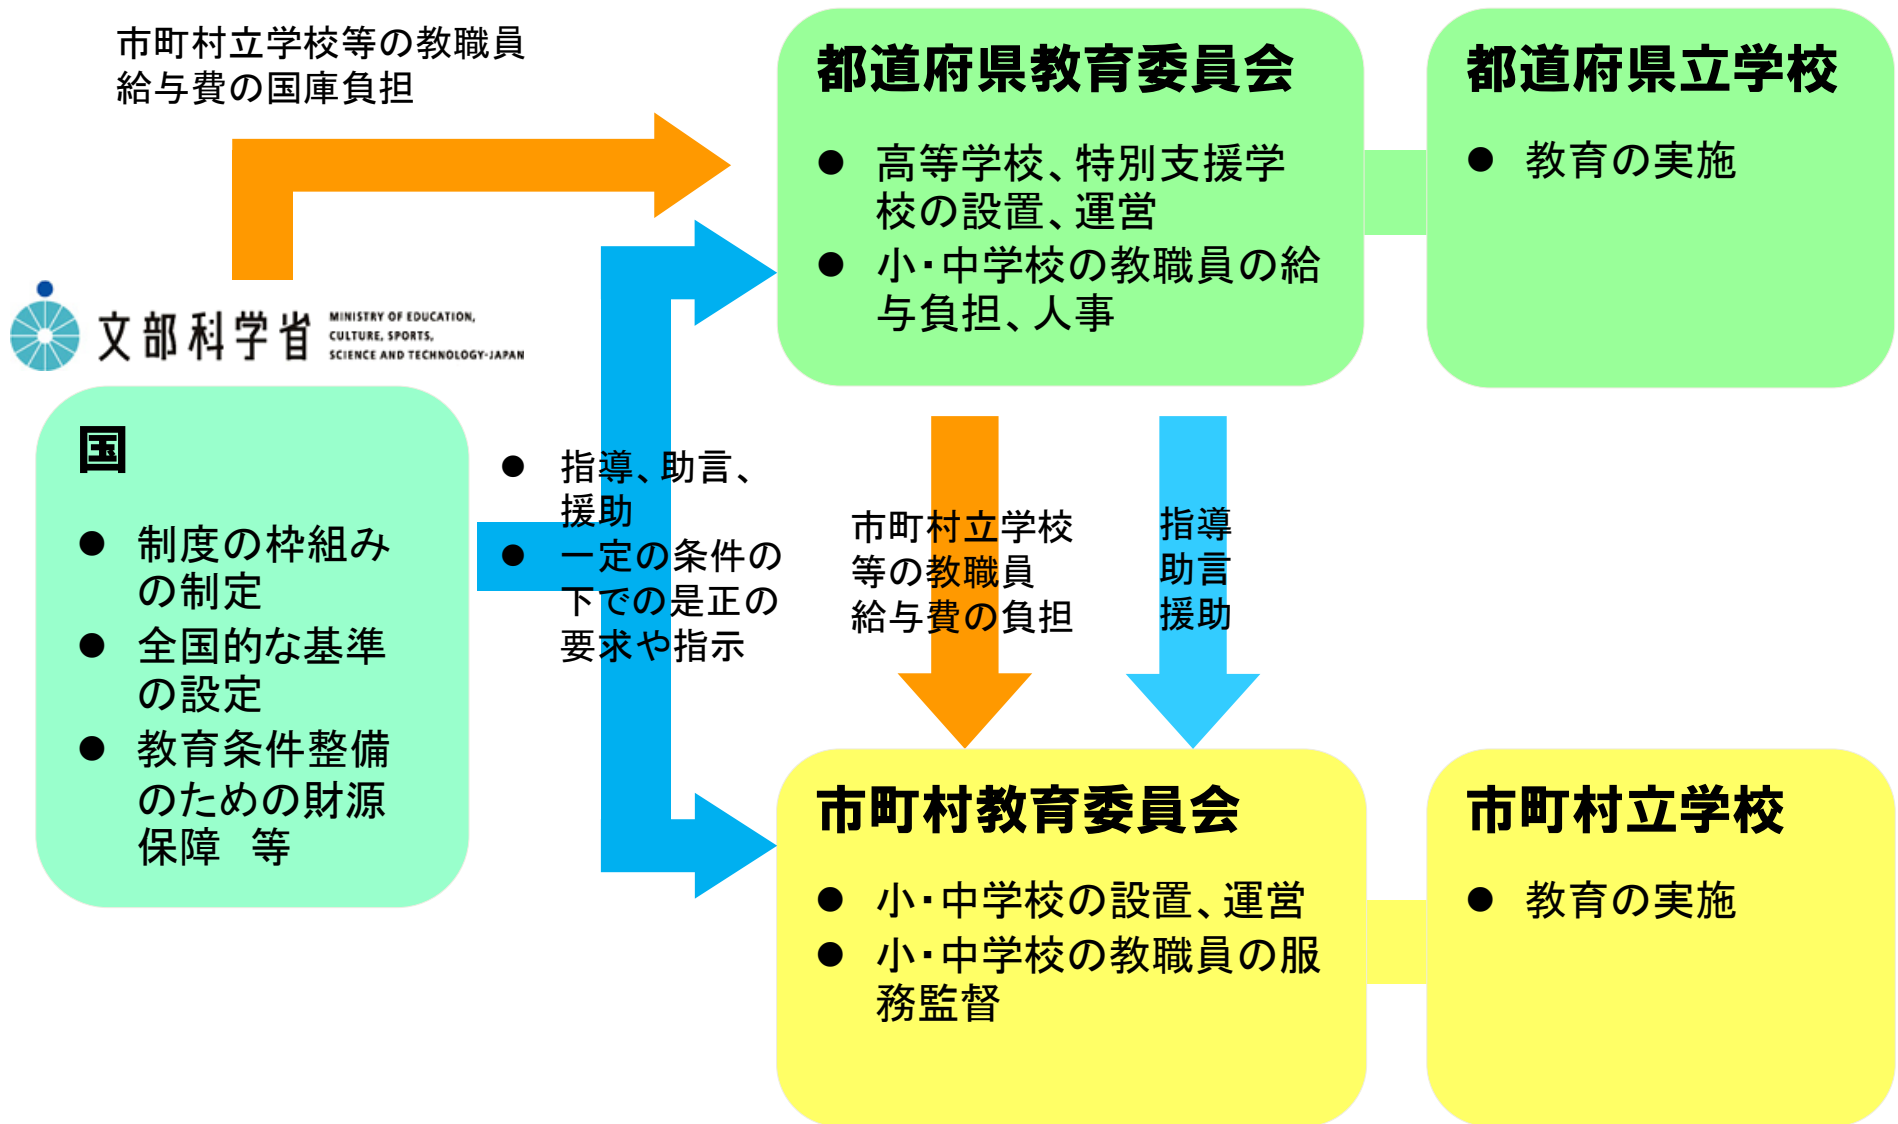 市町村立学校等の教職員
給与費の国庫負担
文部科学省
MINISTRY OF EDUCATION,
CULTURE, SPORTS,
SCIENCE AND TECHNOLOGY-JAPAN
国
● 制度の枠組み
の制定
● 全国的な基準
の設定
● 教育条件整備
のための財源
保障　等
● 指導、助言、
援助
● 一定の条件の
下での是正の
要求や指示
都道府県教育委員会
● 高等学校、特別支援学
校の設置、運営
● 小・中学校の教職員の給
与負担、人事
都道府県立学校
● 教育の実施
市町村立学校
等の教職員
給与費の負担
指導
助言
援助
市町村教育委員会
● 小・中学校の設置、運営
● 小・中学校の教職員の服
務監督
市町村立学校
● 教育の実施